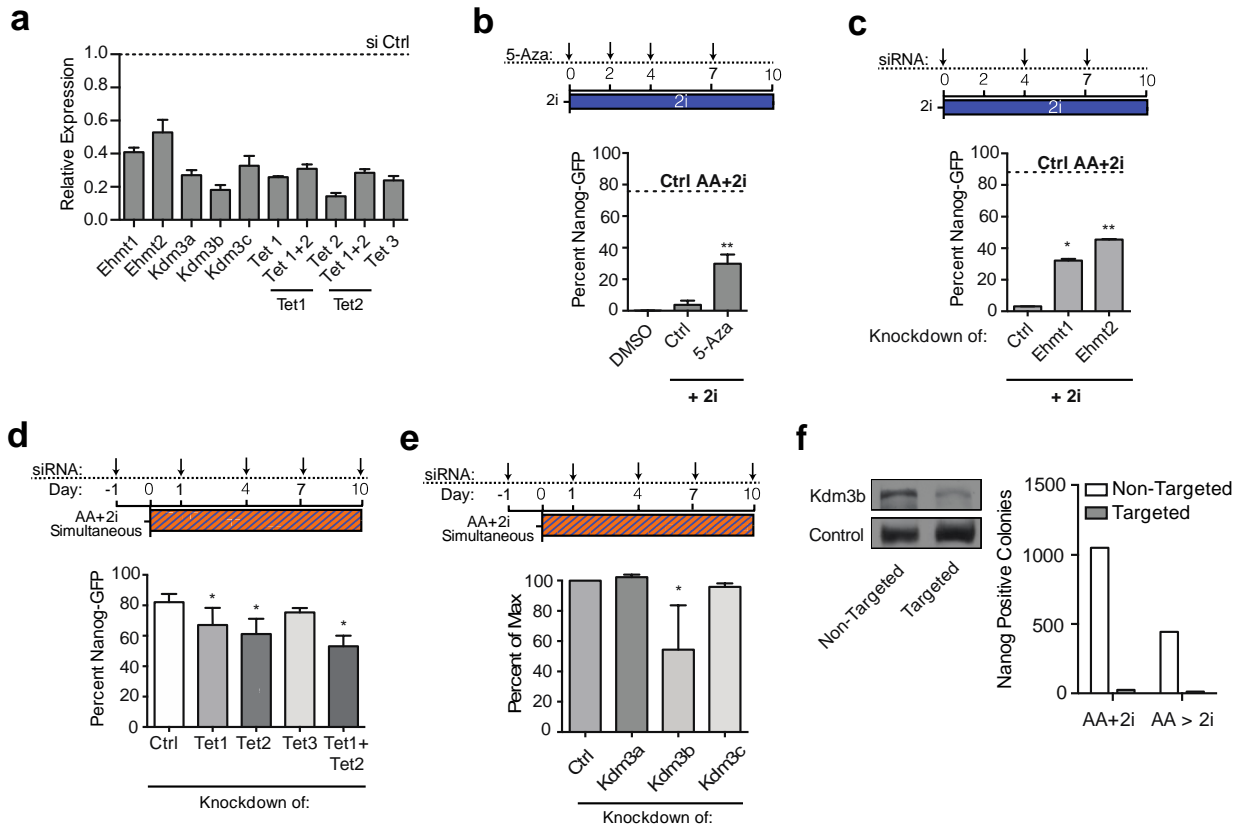 a
si Ctrl
Relative Expression
1.0
0.8
0.6
0.4
0.2
0.0
Ehmt1
Ehmt2
Kdm3a
Kdm3b
Kdm3c
Tet 1
Tet 1+2
Tet 2
Tet 1+2
Tet 3
Tet1
Tet2
b
5-Aza:
0 2 4 7 10
2i 2i
Percent Nanog-GFP
100
80
60
40
20
0
Ctrl AA+2i
**
DMSO
Ctrl
5-Aza
+ 2i
c
siRNA:
0 2 4 7 10
2i 2i
Percent Nanog-GFP
100
80
60
40
20
0
Ctrl AA+2i
*
**
Knockdown of:
Ctrl
Ehmt1
Ehmt2
+ 2i
d
siRNA:
Day: -1 0 1 4 7 10
AA+2i
Simultaneous
Percent Nanog-GFP
100
80
60
40
20
0
* * *
Ctrl Tet1 Tet2 Tet3 Tet1+
Tet2
Knockdown of:
e
siRNA:
Day: -1 0 1 4 7 10
AA+2i
Simultaneous
Percent of Max
100
80
60
40
20
0
*
Ctrl
Kdm3a
Kdm3b
Kdm3c
Knockdown of:
f
Kdm3b
Control
Non-Targeted
Targeted
Nanog Positive Colonies
1500
1000
500
0
Non-Targeted
Targeted
AA+2i AA > 2i